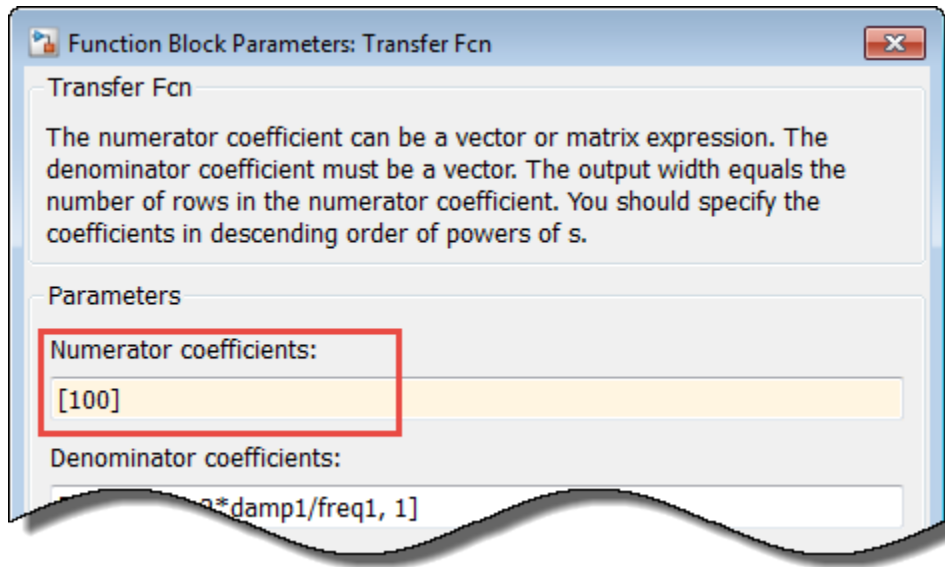 Function Block Parameters: Transfer Fcn
Transfer Fcn
The numerator coefficient can be a vector or matrix expression. The
denominator coefficient must be a vector. The output width equals the
number of rows in the numerator coefficient. You should specify the
coefficients in descending order of powers of s.
Parameters
Numerator coefficients:
[100]
Denominator coefficients:
*damp1/freq1, 1]